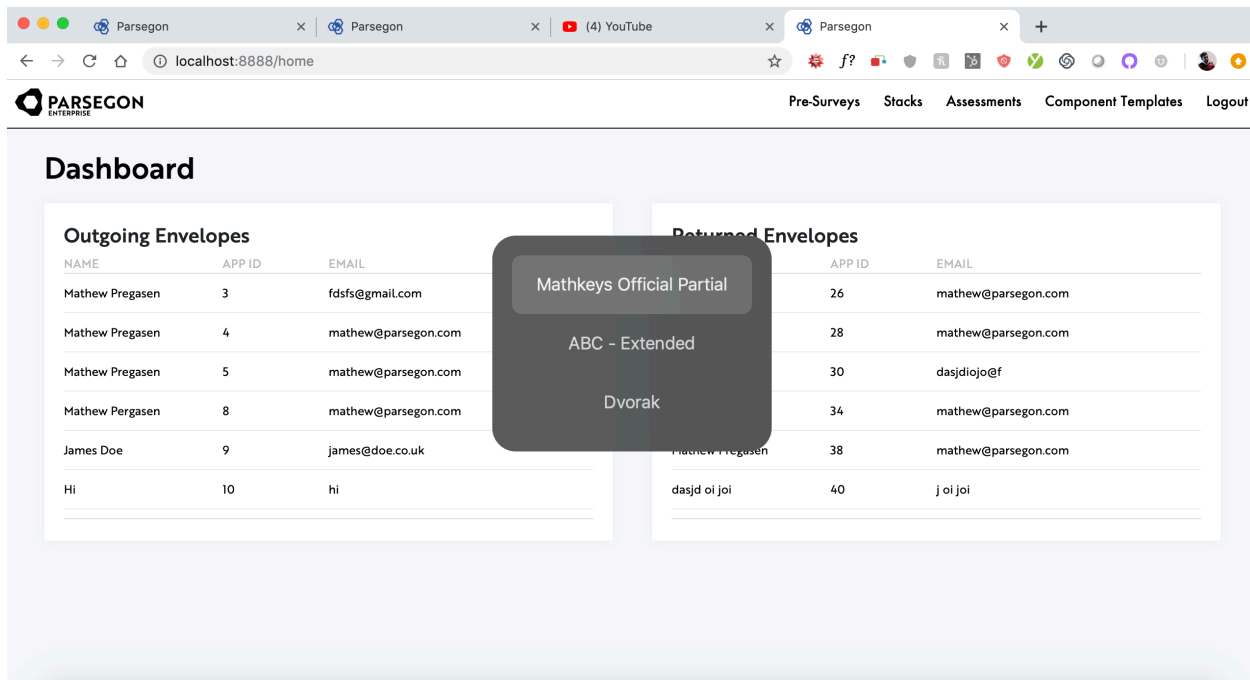 Parsegon
Parsegon
(4) YouTube
Parsegon
localhost:8888/home
f?
PARSEGON
ENTERPRISE
Pre-Surveys Stacks Assessments Component Templates Logout
Dashboard
Outgoing Envelopes
NAME APP ID EMAIL
Mathew Pregasen 3 fdsfs@gmail.com
Mathew Pregasen 4 mathew@parsegon.com
Mathew Pregasen 5 mathew@parsegon.com
Mathew Pergasen 8 mathew@parsegon.com
James Doe 9 james@doe.co.uk
Hi 10 hi
Mathkeys Official Partial
ABC - Extended
Dvorak
Returned Envelopes
APP ID EMAIL
26 mathew@parsegon.com
28 mathew@parsegon.com
30 dasjdiojo@f
34 mathew@parsegon.com
Mathew Pregasen 38 mathew@parsegon.com
dasjd oi joi 40 j oi joi